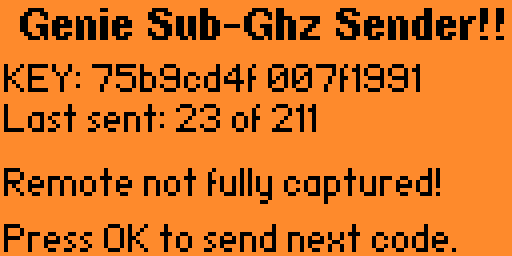 Genie Sub-Ghz Sender!!
KEY: 75b9cd4f 007f1991
Last sent: 23 of 211
Remote not fully captured!
Press OK to send next code.